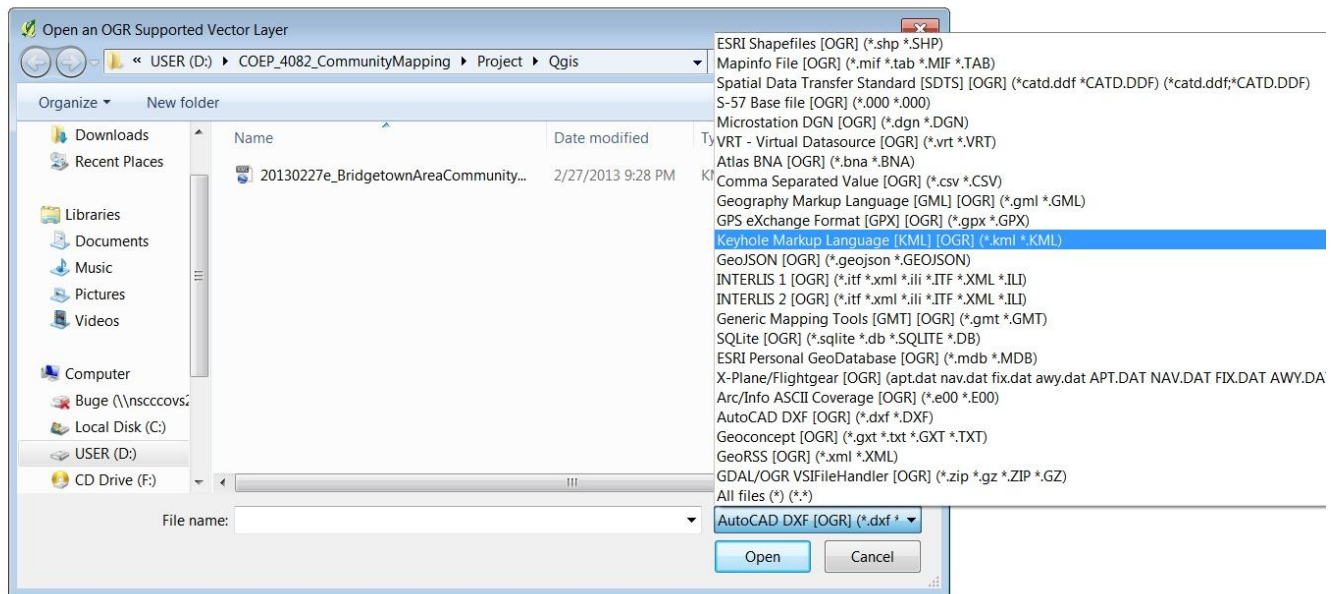 Open an OGR Supported Vector Layer
« USER (D:) ▸ COEP_4082_CommunityMapping ▸ Project ▸ Qgis
Organize ▾ New folder
Downloads
Recent Places
Libraries
Documents
Music
Pictures
Videos
Computer
Buge (\\nscccovs2
Local Disk (C:)
USER (D:)
CD Drive (F:)
Name Date modified Ty
20130227e_BridgetownAreaCommunity... 2/27/2013 9:28 PM KM
ESRI Shapefiles [OGR] (*.shp *.SHP)
Mapinfo File [OGR] (*.mif *.tab *.MIF *.TAB)
Spatial Data Transfer Standard [SDTS] [OGR] (*catd.ddf *CATD.DDF) (*catd.ddf;*CATD.DDF)
S-57 Base file [OGR] (*.000 *.000)
Microstation DGN [OGR] (*.dgn *.DGN)
VRT - Virtual Datasource [OGR] (*.vrt *.VRT)
Atlas BNA [OGR] (*.bna *.BNA)
Comma Separated Value [OGR] (*.csv *.CSV)
Geography Markup Language [GML] [OGR] (*.gml *.GML)
GPS eXchange Format [GPX] [OGR] (*.gpx *.GPX)
Keyhole Markup Language [KML] [OGR] (*.kml *.KML)
GeoJSON [OGR] (*.geojson *.GEOJSON)
INTERLIS 1 [OGR] (*.itf *.xml *.ili *.ITF *.XML *.ILI)
INTERLIS 2 [OGR] (*.itf *.xml *.ili *.ITF *.XML *.ILI)
Generic Mapping Tools [GMT] [OGR] (*.gmt *.GMT)
SQLite [OGR] (*.sqlite *.db *.SQLITE *.DB)
ESRI Personal GeoDatabase [OGR] (*.mdb *.MDB)
X-Plane/Flightgear [OGR] (apt.dat nav.dat fix.dat awy.dat APT.DAT NAV.DAT FIX.DAT AWY.DAT
Arc/Info ASCII Coverage [OGR] (*.e00 *.E00)
AutoCAD DXF [OGR] (*.dxf *.DXF)
Geoconcept [OGR] (*.gxt *.txt *.GXT *.TXT)
GeoRSS [OGR] (*.xml *.XML)
GDAL/OGR VSIFileHandler [OGR] (*.zip *.gz *.ZIP *.GZ)
All files (*) (*.*)
File name: AutoCAD DXF [OGR] (*.dxf *
Open Cancel